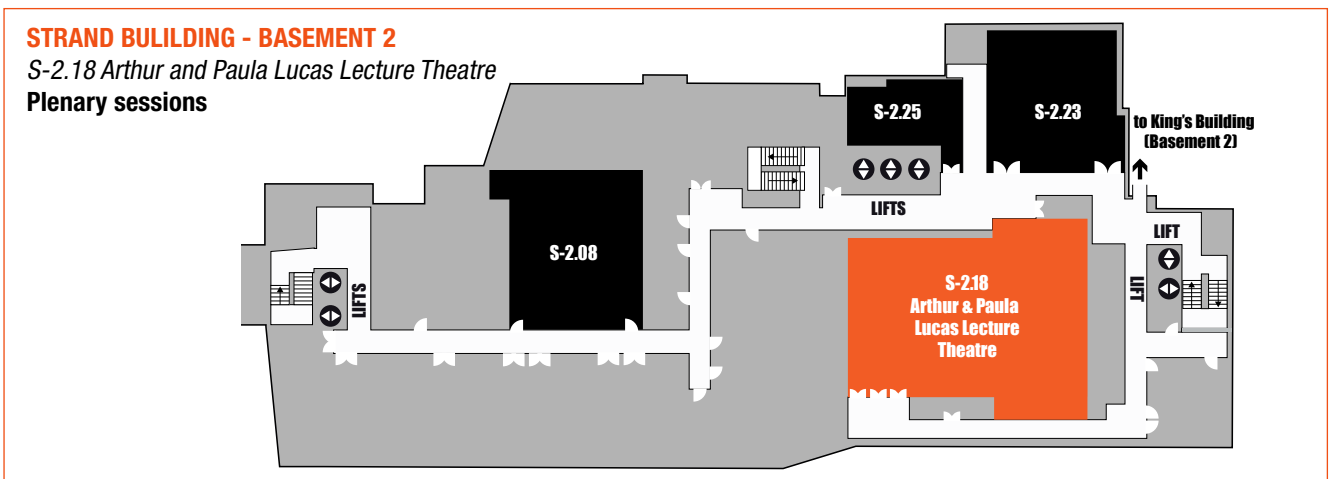 STRAND BULILDING - BASEMENT 2
S-2.18 Arthur and Paula Lucas Lecture Theatre
Plenary sessions
S-2.25
S-2.23
to King's Building
(Basement 2)
LIFTS
LIFT
S-2.08
LIFTS
LIFT
S-2.18
Arthur & Paula
Lucas Lecture
Theatre